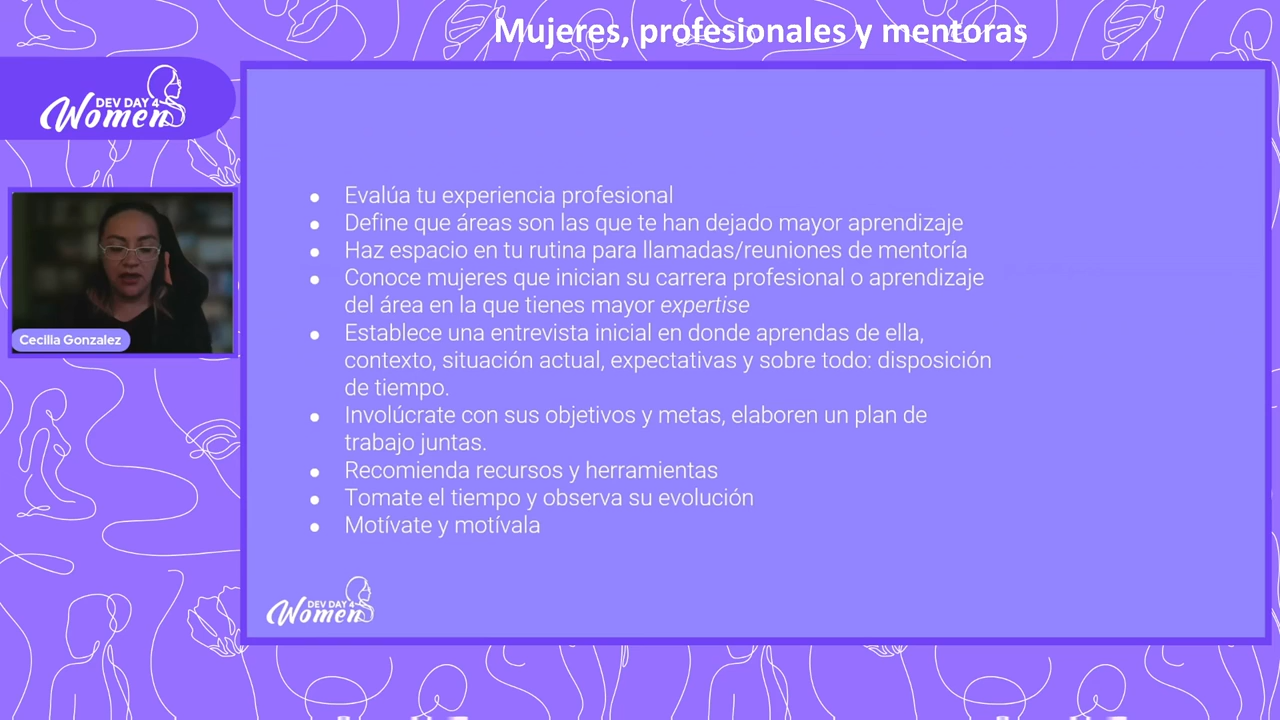 Mujeres, profesionales y mentoras
DEV DAY 4
Women
Cecilia Gonzalez
● Evalúa tu experiencia profesional
● Define que áreas son las que te han dejado mayor aprendizaje
● Haz espacio en tu rutina para llamadas/reuniones de mentoría
● Conoce mujeres que inician su carrera profesional o aprendizaje
del área en la que tienes mayor expertise
● Establece una entrevista inicial en donde aprendas de ella,
contexto, situación actual, expectativas y sobre todo: disposición
de tiempo.
● Involúcrate con sus objetivos y metas, elaboren un plan de
trabajo juntas.
● Recomienda recursos y herramientas
● Tomate el tiempo y observa su evolución
● Motívate y motívala
DEV DAY 4
Women